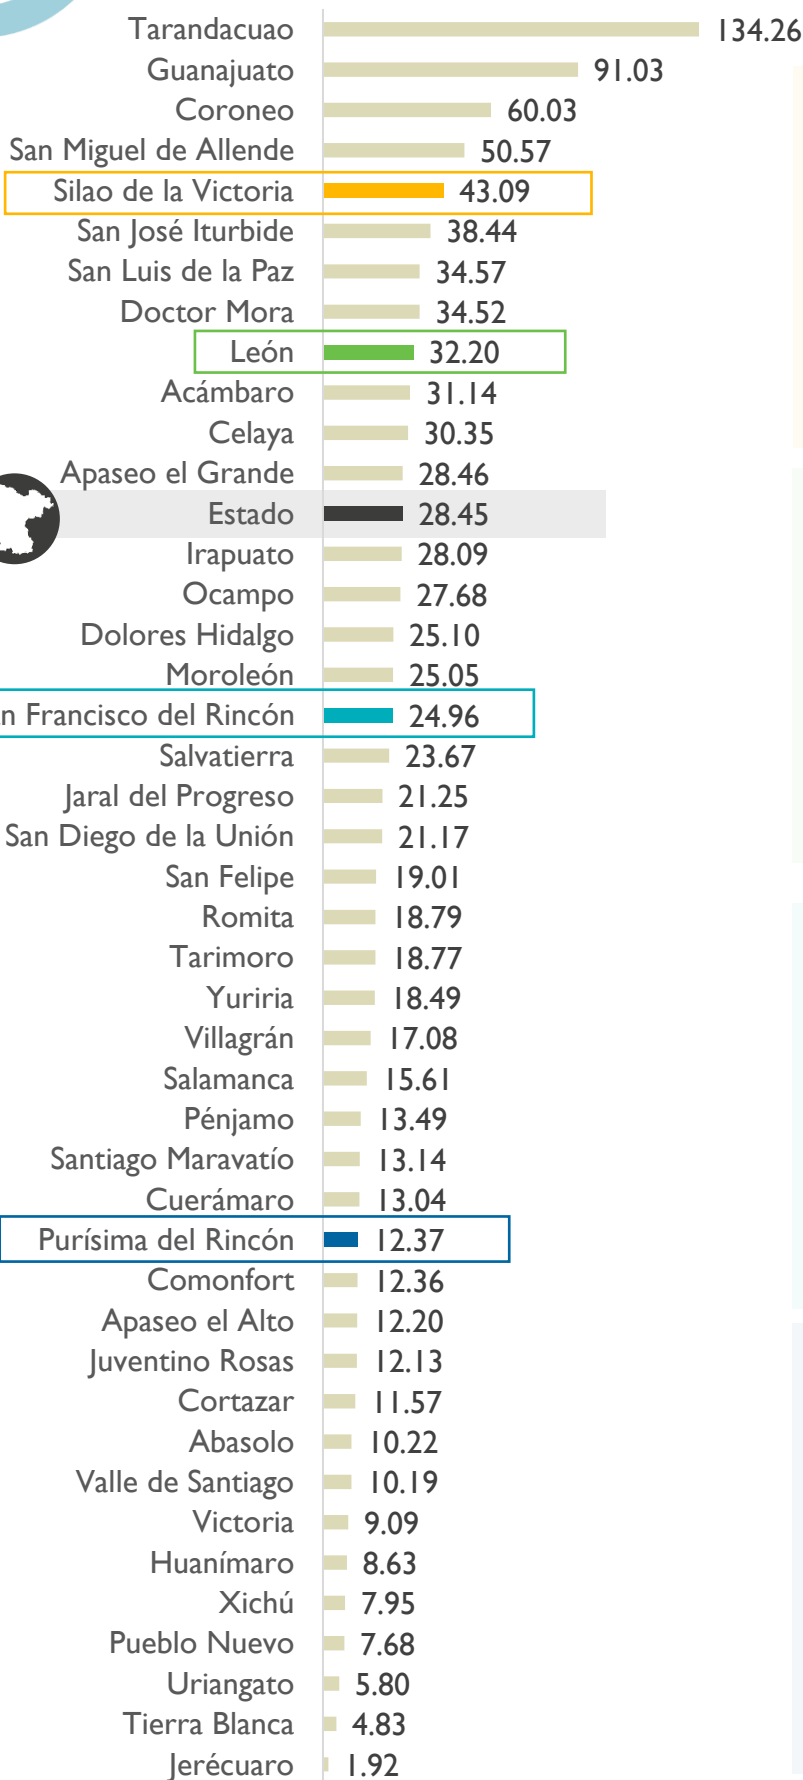 Tarandacuao 134.26
Guanajuato 91.03
Coroneo 60.03
San Miguel de Allende 50.57
Silao de la Victoria 43.09
San José Iturbide 38.44
San Luis de la Paz 34.57
Doctor Mora 34.52
León 32.20
Acámbaro 31.14
Celaya 30.35
Apaseo el Grande 28.46
Estado 28.45
Irapuato 28.09
Ocampo 27.68
Dolores Hidalgo 25.10
Moroleón 25.05
n Francisco del Rincón 24.96
Salvatierra 23.67
Jaral del Progreso 21.25
San Diego de la Unión 21.17
San Felipe 19.01
Romita 18.79
Tarimoro 18.77
Yuriria 18.49
Villagrán 17.08
Salamanca 15.61
Pénjamo 13.49
Santiago Maravatío 13.14
Cuerámaro 13.04
Purísima del Rincón 12.37
Comonfort 12.36
Apaseo el Alto 12.20
Juventino Rosas 12.13
Cortazar 11.57
Abasolo 10.22
Valle de Santiago 10.19
Victoria 9.09
Huanímaro 8.63
Xichú 7.95
Pueblo Nuevo 7.68
Uriangato 5.80
Tierra Blanca 4.83
Jerécuaro 1.92